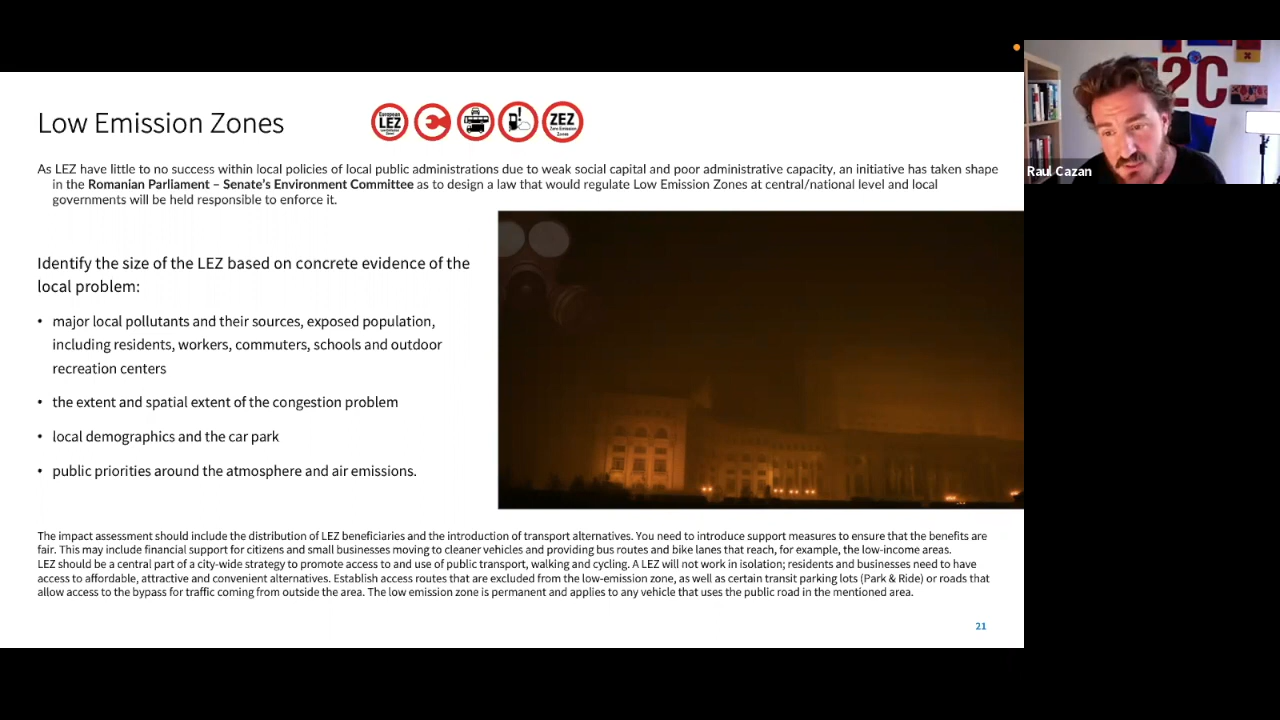 Low Emission Zones
European
LEZ
ZEZ
As LEZ have little to no success within local policies of local public administrations due to weak social capital and poor administrative capacity, an initiative has taken shape
in the Romanian Parliament – Senate's Environment Committee as to design a law that would regulate Low Emission Zones at central/national level and local
governments will be held responsible to enforce it.
Identify the size of the LEZ based on concrete evidence of the
local problem:
• major local pollutants and their sources, exposed population,
including residents, workers, commuters, schools and outdoor
recreation centers
• the extent and spatial extent of the congestion problem
• local demographics and the car park
• public priorities around the atmosphere and air emissions.
The impact assessment should include the distribution of LEZ beneficiaries and the introduction of transport alternatives. You need to introduce support measures to ensure that the benefits are
fair. This may include financial support for citizens and small businesses moving to cleaner vehicles and providing bus routes and bike lanes that reach, for example, the low-income areas.
LEZ should be a central part of a city-wide strategy to promote access to and use of public transport, walking and cycling. A LEZ will not work in isolation; residents and businesses need to have
access to affordable, attractive and convenient alternatives. Establish access routes that are excluded from the low-emission zone, as well as certain transit parking lots (Park & Ride) or roads that
allow access to the bypass for traffic coming from outside the area. The low emission zone is permanent and applies to any vehicle that uses the public road in the mentioned area.
21
2C
Raul Cazan